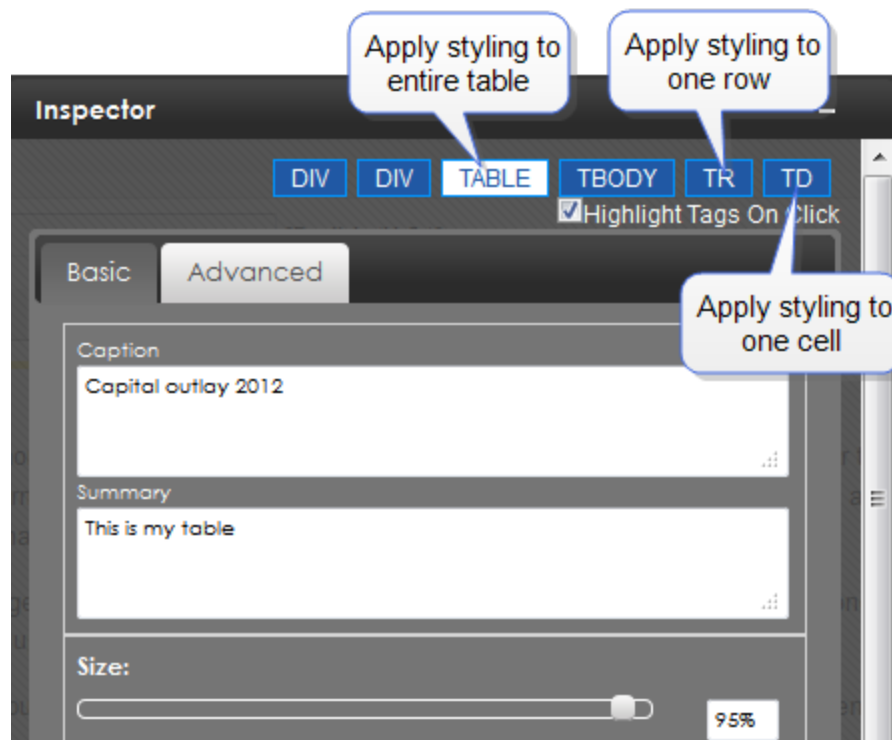 Apply styling to
entire table
Apply styling to
one row
Inspector
DIV DIV TABLE TBODY TR TD
Highlight Tags On Click
Basic Advanced
Apply styling to
one cell
Caption
Capital outlay 2012
Summary
This is my table
Size:
95%